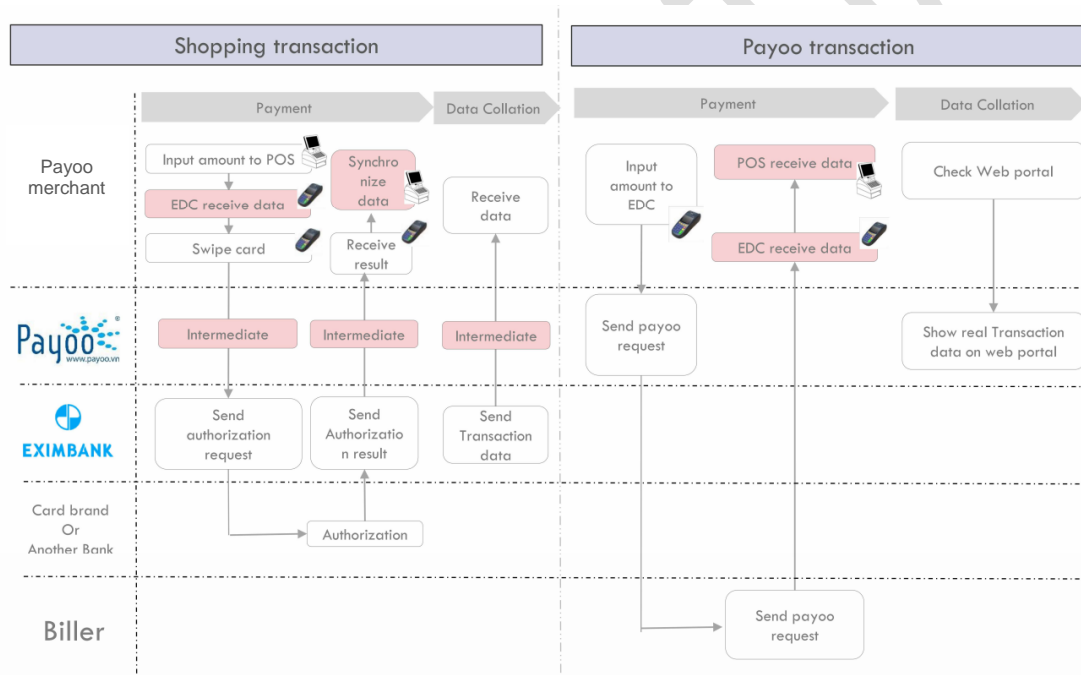 Shopping transaction
Payoo transaction
Payment
Data Collation
Payment
Data Collation
Payoo
merchant
Input amount to POS
EDC receive data
Swipe card
Synchro
nize
data
Receive
result
Receive
data
Input
amount to
EDC
POS receive data
EDC receive data
Check Web portal
Payoo
®
www.payoo.vn
Intermediate
Intermediate
Intermediate
Send payoo
request
Show real Transaction
data on web portal
EXIMBANK
Send
authorization
request
Send
Authorizatio
n result
Send
Transaction
data
Card brand
Or
Another Bank
Authorization
Biller
Send payoo
request